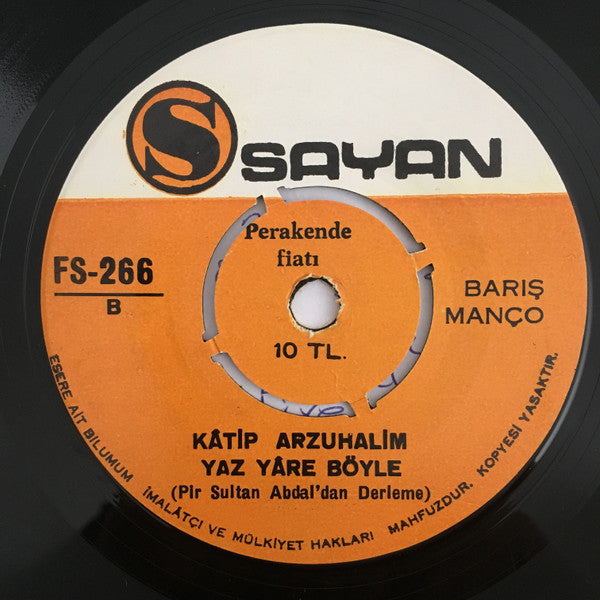 S SAYAN
Perakende
fiatı
FS-266
B
BARIŞ
MANÇO
10 TL.
KÂTİP ARZUHALİM
YAZ YÂRE BÖYLE
(Pir Sultan Abdal'dan Derleme)
ESERE AİT BİLUMUM İMALÂTÇI VE MÜLKİYET HAKLARI MAHFUZDUR. KOPYESİ YASAKTIR.